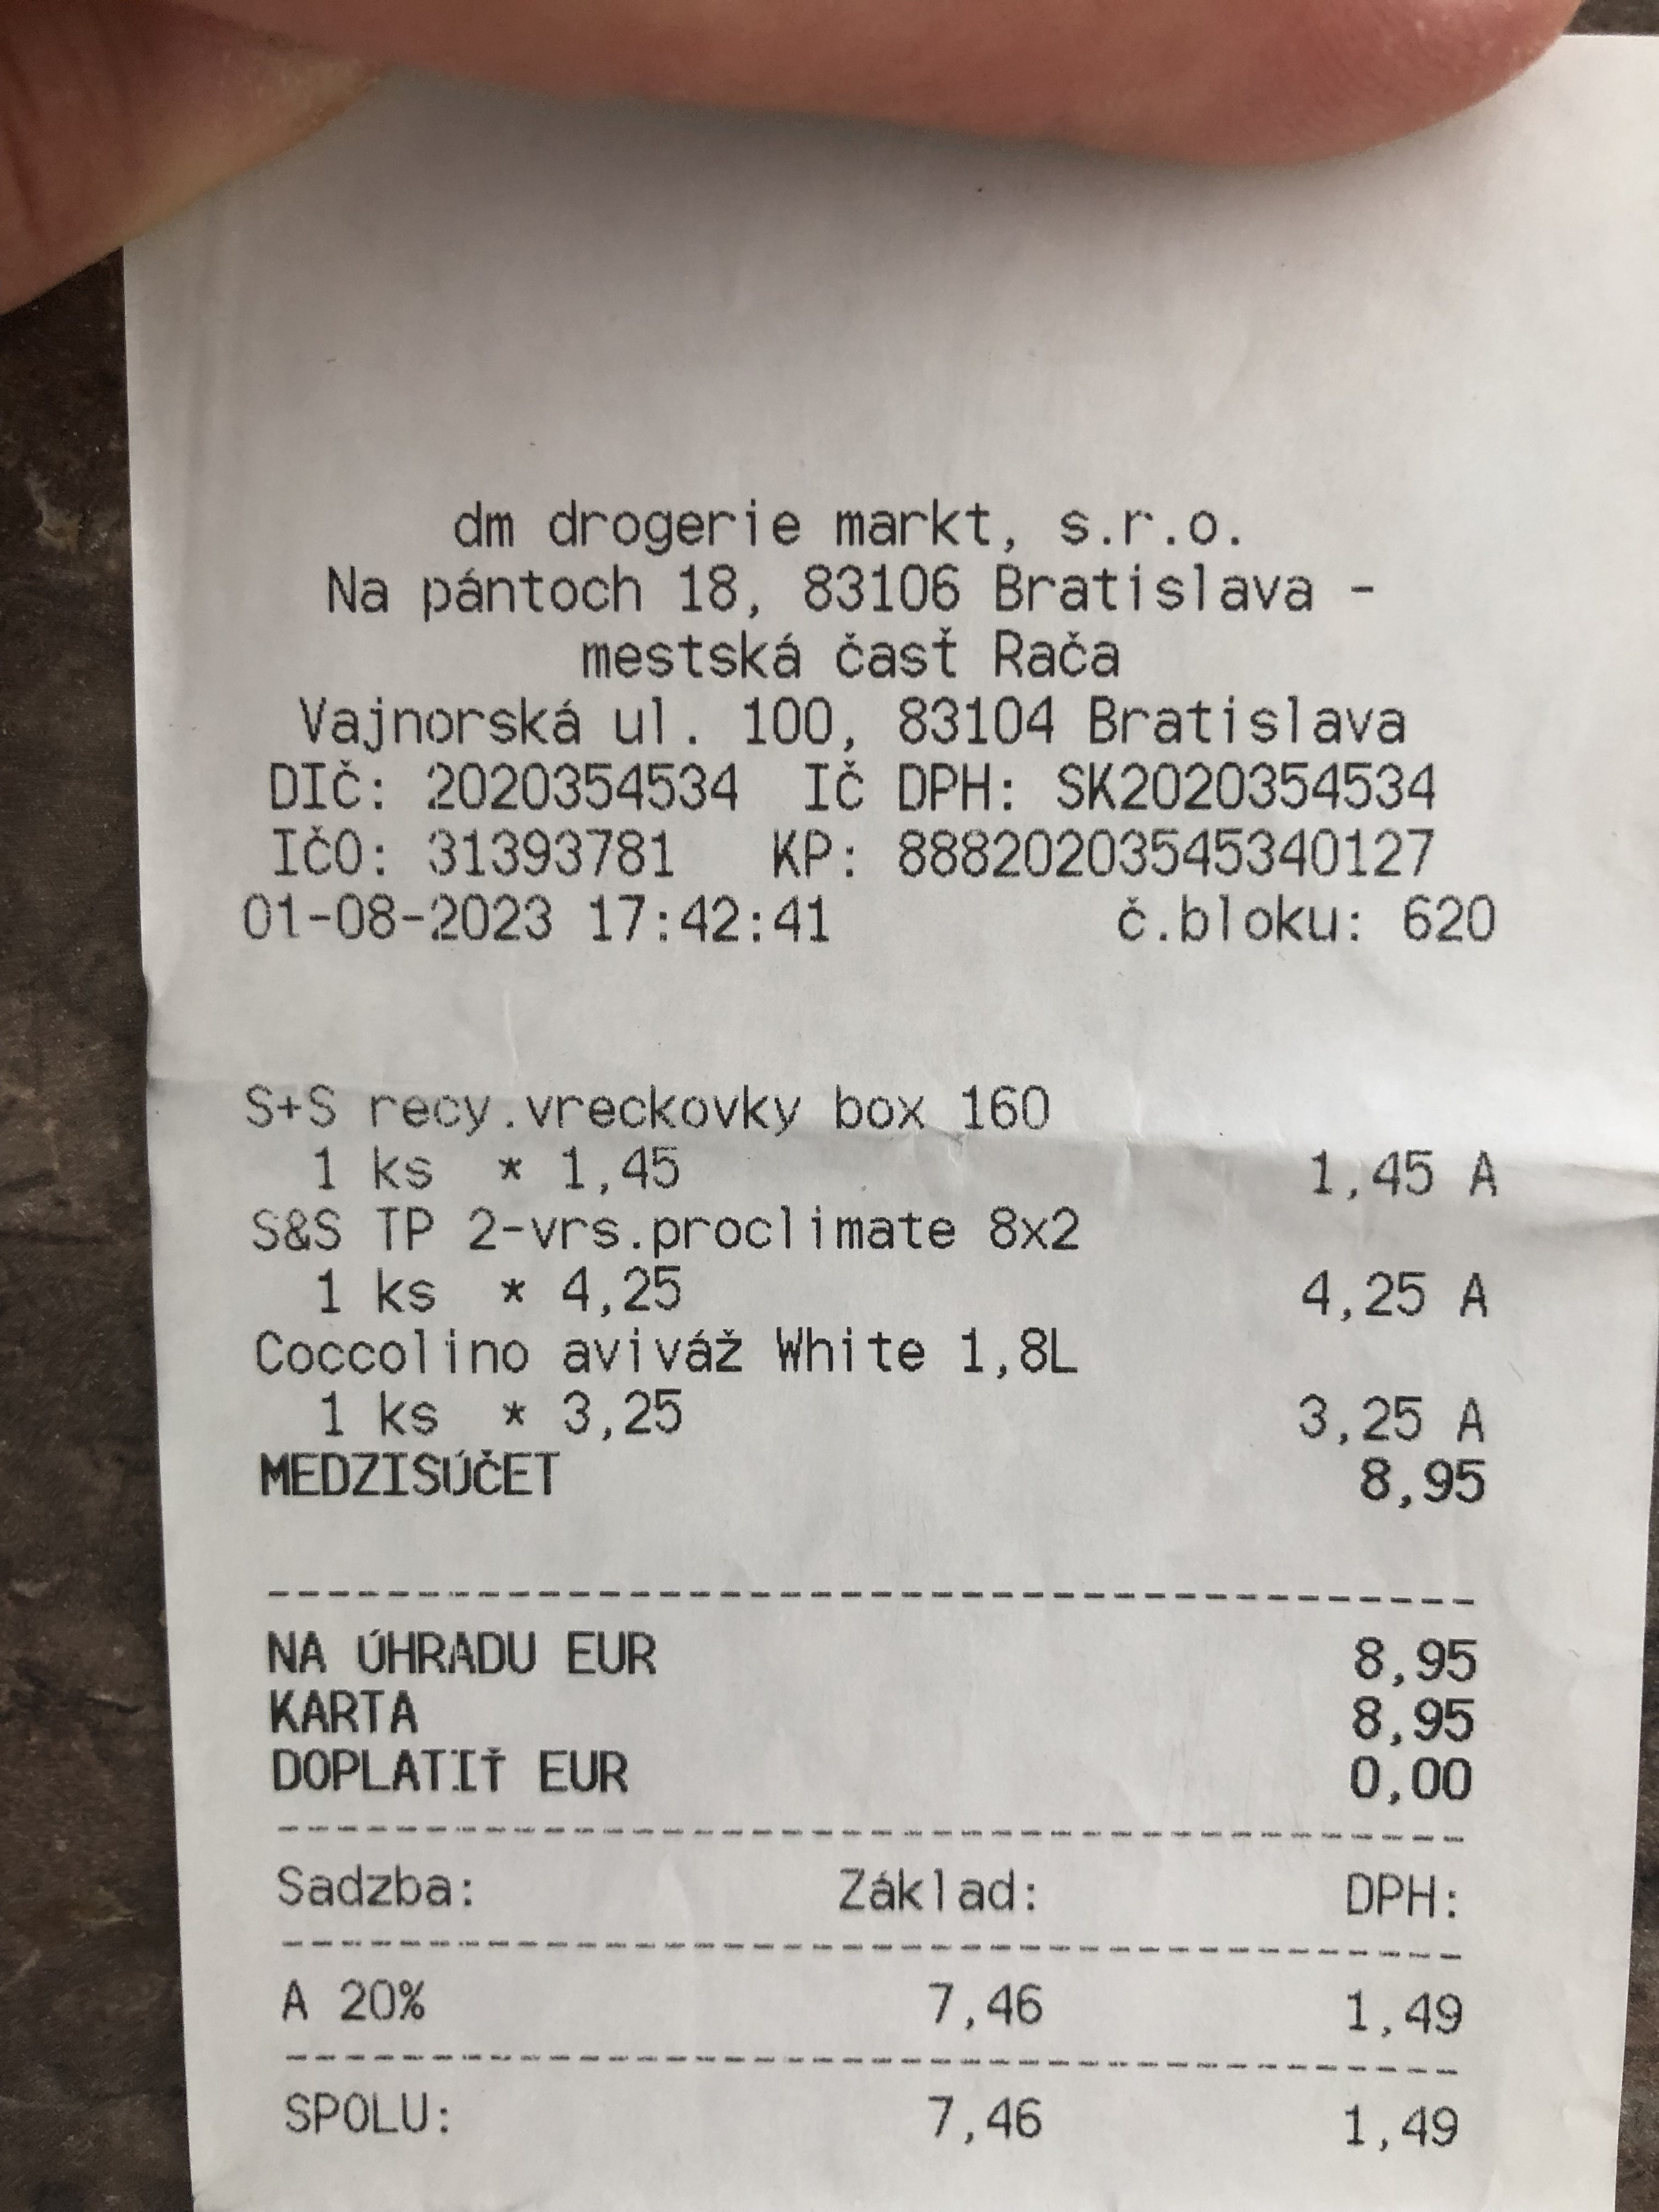 dm drogerie markt, s.r.o.
Na pántoch 18, 83106 Bratislava -
mestská časť Rača
Vajnorská ul. 100, 83104 Bratislava
DIČ: 2020354534 IČ DPH: SK2020354534
IČO: 31393781 KP: 88820203545340127
01-08-2023 17:42:41 č.bloku: 620
S+S recy.vreckovky box 160
1 ks * 1,45 1,45 A
S&S TP 2-vrs.proclimate 8x2
1 ks * 4,25 4,25 A
Coccolino aviváž White 1,8L
1 ks * 3,25 3,25 A
MEDZISÚČET 8,95
NA ÚHRADU EUR 8,95
KARTA 8,95
DOPLATIŤ EUR 0,00
Sadzba: Základ: DPH:
A 20% 7,46 1,49
SPOLU: 7,46 1,49